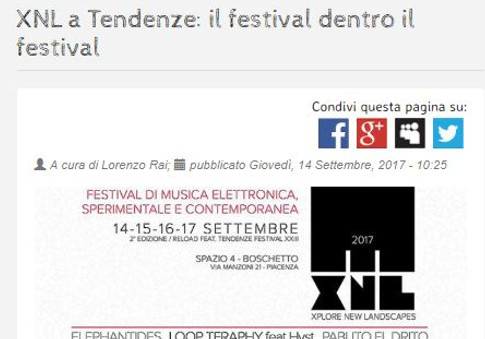 XNL a Tendenze: il festival dentro il
festival
Condivi questa pagina su:
A cura di Lorenzo Rai; pubblicato Giovedì, 14 Settembre, 2017 - 10:25
FESTIVAL DI MUSICA ELETTRONICA,
SPERIMENTALE E CONTEMPORANEA
14-15-16-17 SETTEMBRE
2° EDIZIONE / RELOAD FEAT. TENDENZE FESTIVAL XXIII
SPAZIO 4 - BOSCHETTO
VIA MANZONI 21 - PIACENZA
2017
XNL
XPLORE NEW LANDSCAPES
ELEPHANTIDES LOOP TERAPHY feat Hyst PABLITO EL DRITO